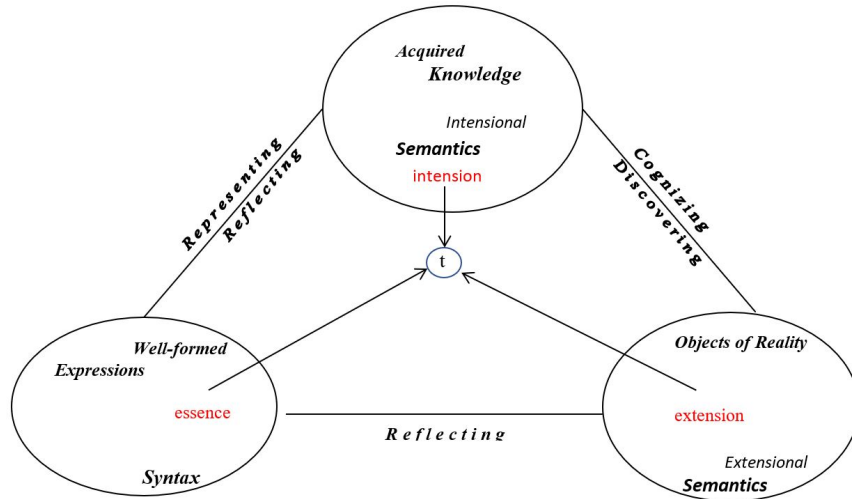 Acquired
Knowledge
Intensional
Semantics
intension
Representing
Reflecting
Cognizing
Discovering
t
Well-formed
Expressions
essence
Syntax
Reflecting
Objects of Reality
extension
Extensional
Semantics